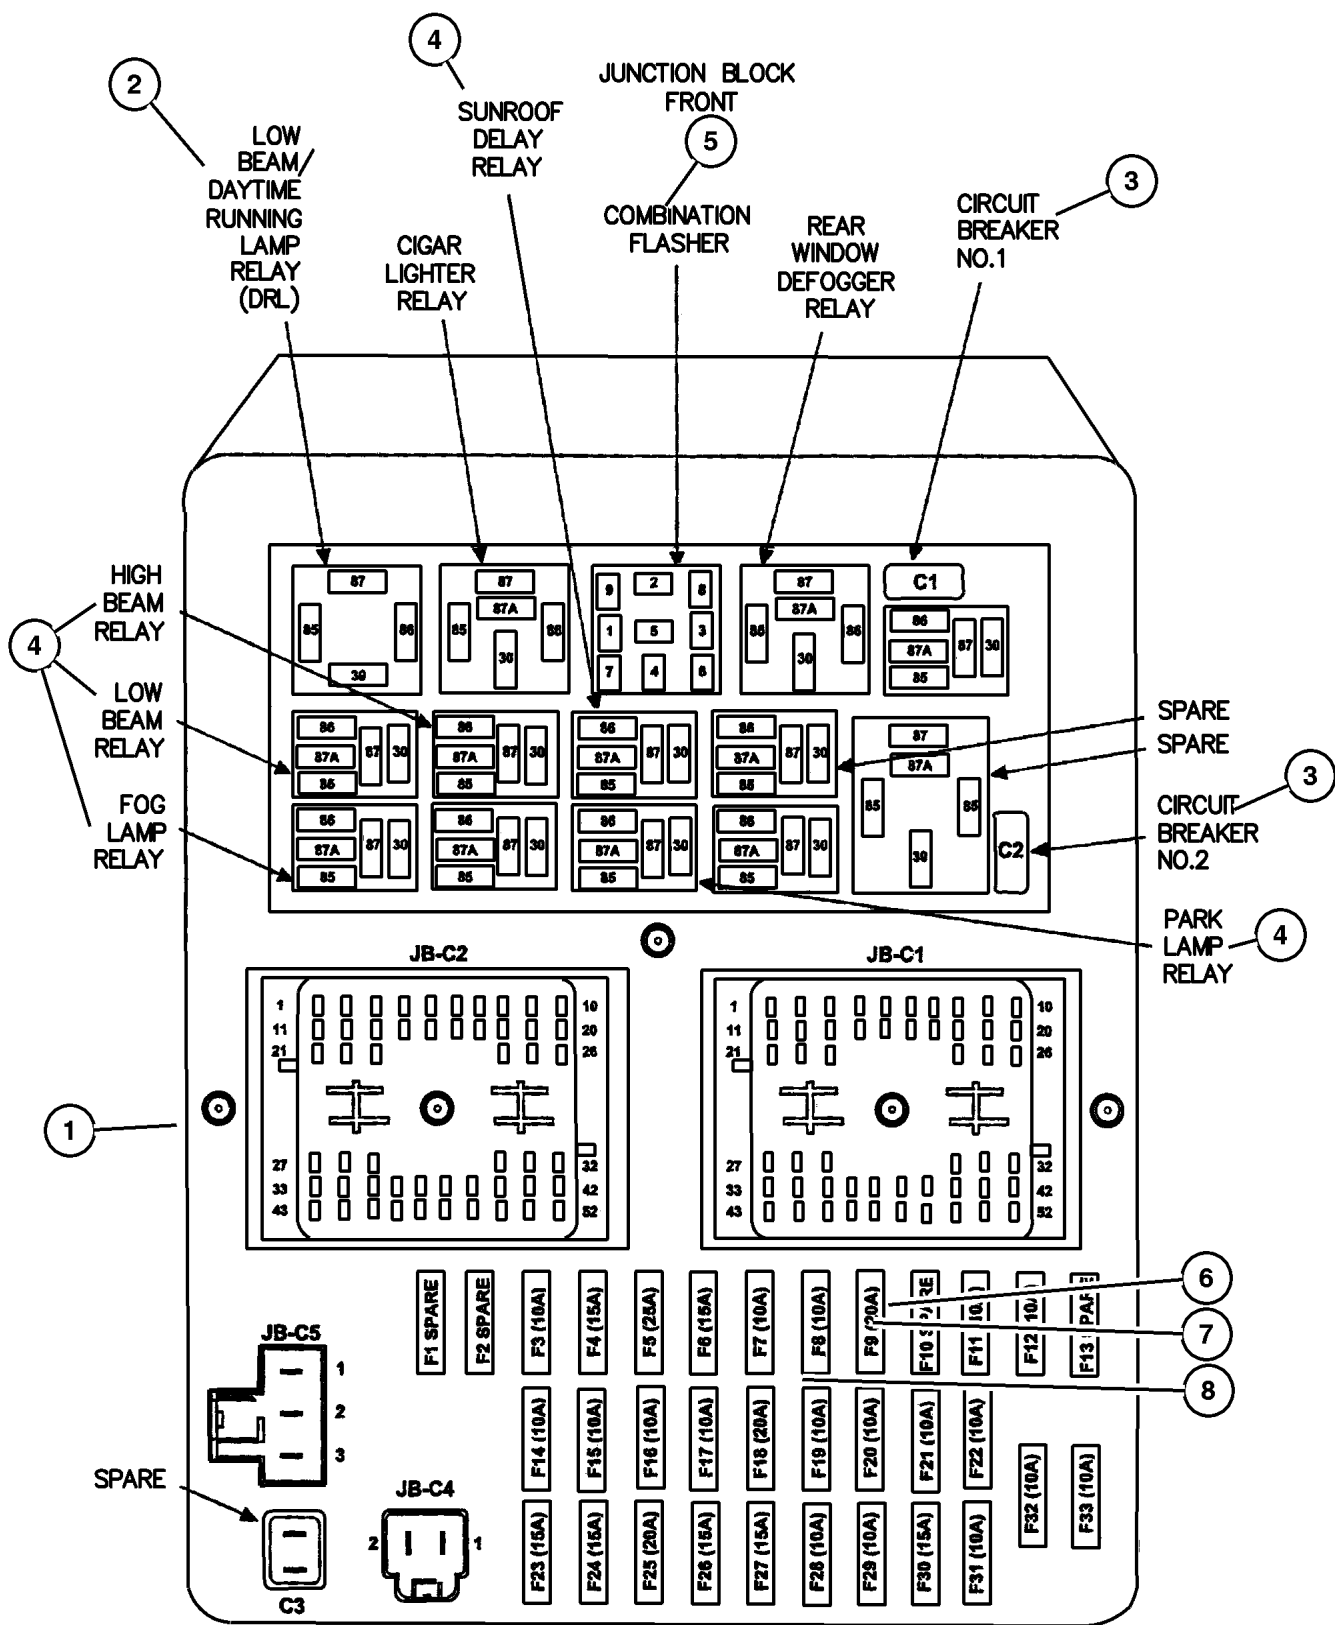 4
JUNCTION BLOCK
FRONT
2
SUNROOF
DELAY
RELAY
5
LOW
BEAM/
DAYTIME
RUNNING
LAMP
RELAY
(DRL)
3
CIRCUIT
BREAKER
NO.1
COMBINATION
FLASHER
REAR
WINDOW
DEFOGGER
RELAY
CIGAR
LIGHTER
RELAY
87
85
86
30
87
87A
85
86
30
9
2
8
1
5
3
7
4
6
87
87A
85
86
30
C1
86
87A
85
87
30
HIGH
BEAM
RELAY
4
LOW
BEAM
RELAY
FOG
LAMP
RELAY
86
87A
86
87
30
86
87A
85
87
30
86
87A
85
87
30
86
87A
85
87
30
87
87A
85
85
30
C2
SPARE
SPARE
3
CIRCUIT
BREAKER
NO.2
86
87A
85
87
30
86
87A
85
87
30
86
87A
85
87
30
86
87A
85
87
30
PARK
LAMP
RELAY
4
JB-C2
JB-C1
1
10
11
20
21
26
27
32
33
42
43
52
1
10
11
20
21
26
27
32
33
42
43
52
1
6
7
8
F1 SPARE
F2 SPARE
F3 (10A)
F4 (15A)
F5 (25A)
F6 (15A)
F7 (10A)
F8 (10A)
F9 (20A)
F10 SPARE
F11
F12
F13
JB-C5
1
2
3
F14 (10A)
F15 (10A)
F16 (10A)
F17 (10A)
F18 (20A)
F19 (10A)
F20 (10A)
F21 (10A)
F22 (10A)
F32 (10A)
F33 (10A)
SPARE
C3
JB-C4
2
1
F23 (15A)
F24 (15A)
F25 (20A)
F26 (15A)
F27 (15A)
F28 (10A)
F29 (10A)
F30 (15A)
F31 (10A)